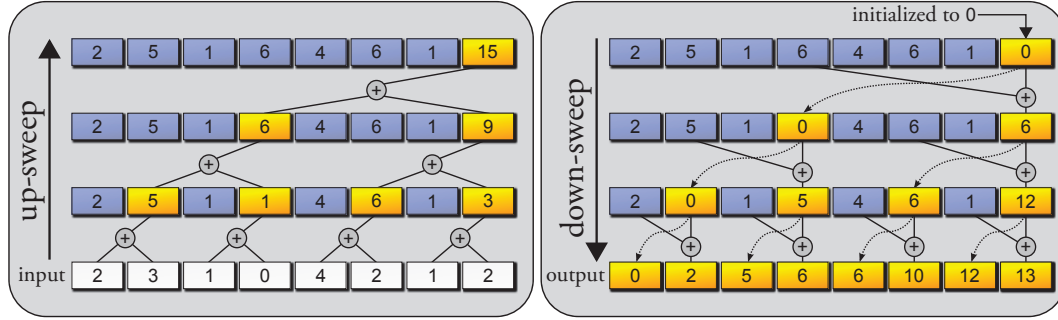 up-sweep
2 5 1 6 4 6 1 15
+
2 5 1 6 4 6 1 9
+ +
2 5 1 1 4 6 1 3
+ + + +
input 2 3 1 0 4 2 1 2
down-sweep
initialized to 0
2 5 1 6 4 6 1 0
+
2 5 1 0 4 6 1 6
+ +
2 0 1 5 4 6 1 12
+ + + +
output 0 2 5 6 6 10 12 13